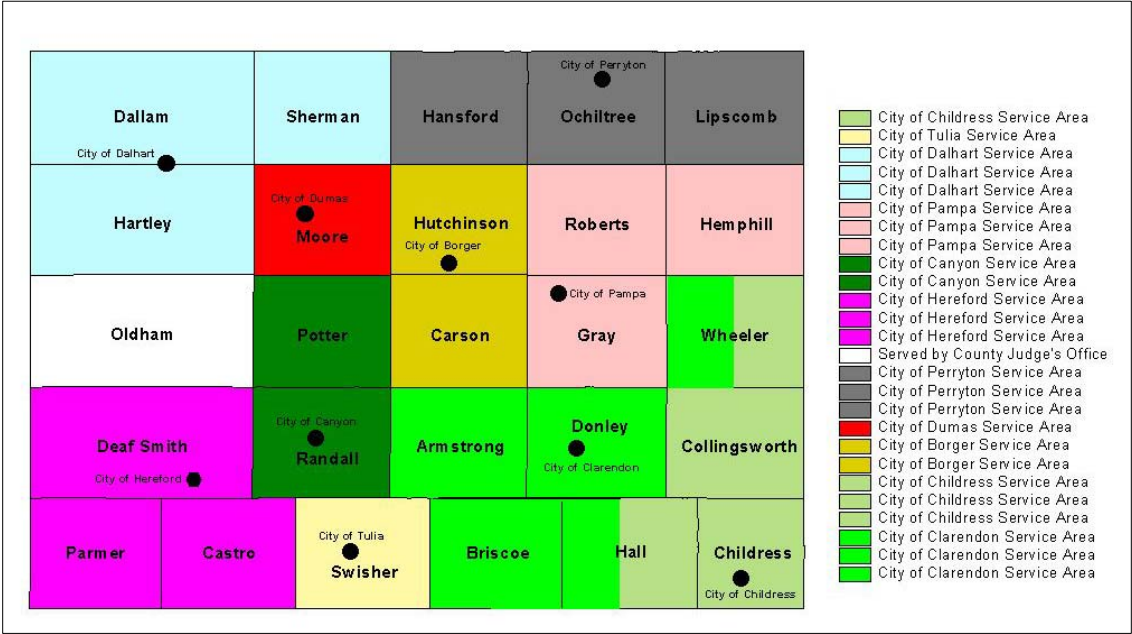 City of Perryton
Dallam
Sherman
Hansford
Ochiltree
Lipscomb
City of Dalhart
City of Dumas
Hartley
Moore
Hutchinson
City of Borger
Roberts
Hemphill
City of Pampa
Oldham
Potter
Carson
Gray
Wheeler
City of Canyon
Deaf Smith
Randall
Armstrong
Donley
City of Clarendon
Collingsworth
City of Hereford
City of Tulia
Parmer
Castro
Swisher
Briscoe
Hall
Childress
City of Childress
City of Childress Service Area
City of Tulia Service Area
City of Dalhart Service Area
City of Dalhart Service Area
City of Dalhart Service Area
City of Pampa Service Area
City of Pampa Service Area
City of Pampa Service Area
City of Canyon Service Area
City of Canyon Service Area
City of Hereford Service Area
City of Hereford Service Area
City of Hereford Service Area
Served by County Judge's Office
City of Perryton Service Area
City of Perryton Service Area
City of Perryton Service Area
City of Dumas Service Area
City of Borger Service Area
City of Borger Service Area
City of Childress Service Area
City of Childress Service Area
City of Childress Service Area
City of Clarendon Service Area
City of Clarendon Service Area
City of Clarendon Service Area